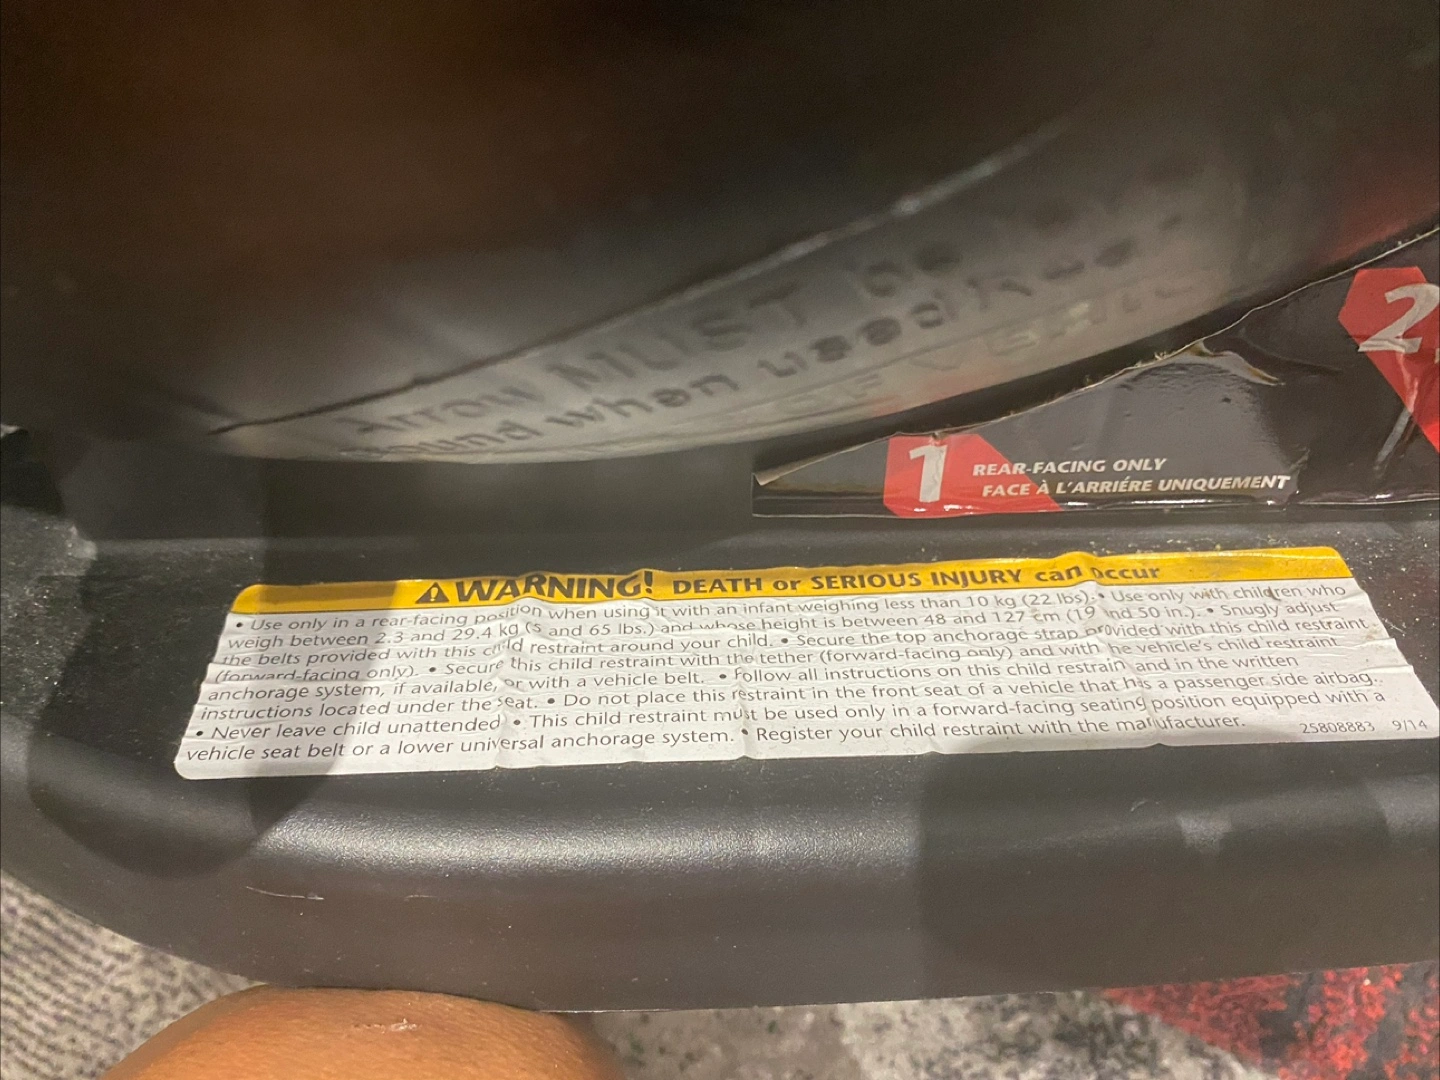 Arrow MUST be
ground when used Rear-
1 REAR-FACING ONLY
FACE À L'ARRIÉRE UNIQUEMENT
2
WARNING! DEATH or SERIOUS INJURY can occur
• Use only in a rear-facing position when using it with an infant weighing less than 10 kg (22 lbs). • Use only with children who
weigh between 2.3 and 29.4 kg (5 and 65 lbs.) and whose height is between 48 and 127 cm (19 and 50 in.). • Snugly adjust
the belts provided with this child restraint around your child. • Secure the top anchorage strap provided with this child restraint
(forward-facing only). • Secure this child restraint with the tether (forward-facing only) and with the vehicle's child restraint
anchorage system, if available, or with a vehicle belt. • Follow all instructions on this child restraint and in the written
instructions located under the seat. • Do not place this restraint in the front seat of a vehicle that has a passenger side airbag.
• Never leave child unattended • This child restraint must be used only in a forward-facing seating position equipped with a
vehicle seat belt or a lower universal anchorage system. • Register your child restraint with the manufacturer. 25808883 9/14